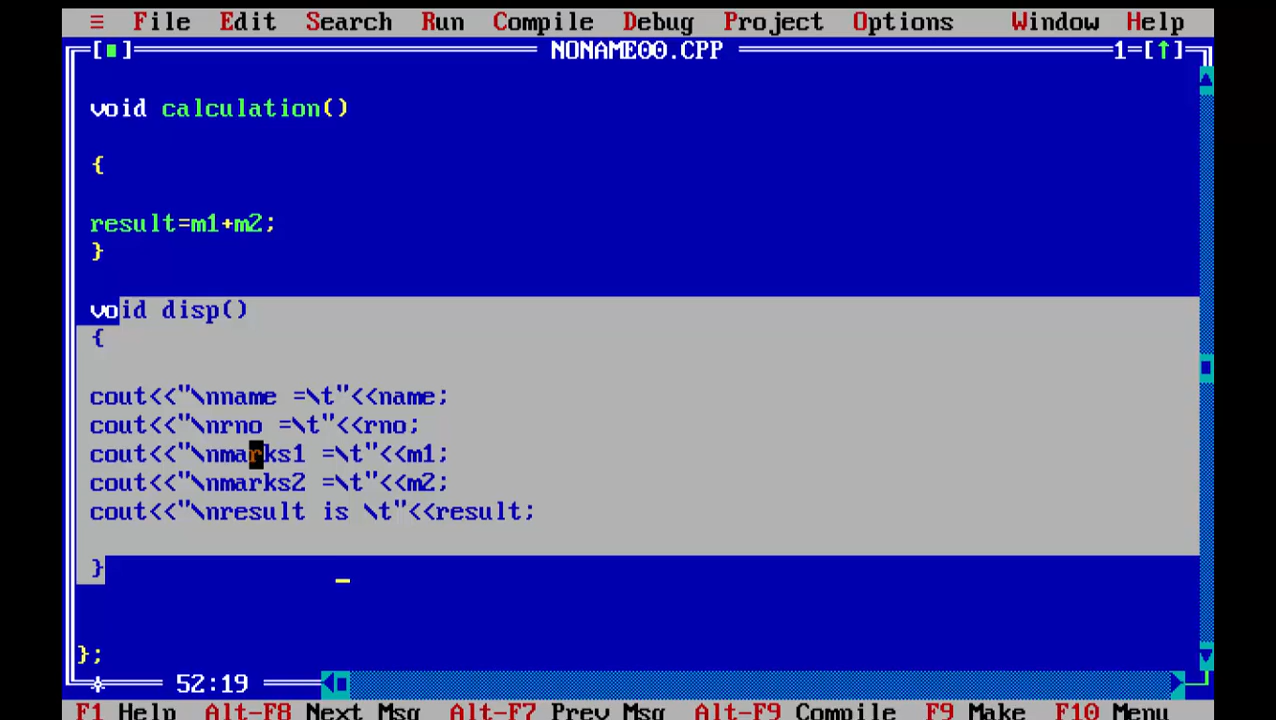 ≡ File Edit Search Run Compile Debug Project Options Window Help
[■] NONAME00.CPP 1=[↑]
void calculation()
{
result=m1+m2;
}
void disp()
{
cout<<"\nname =\t"<<name;
cout<<"\nrno =\t"<<rno;
cout<<"\nmarks1 =\t"<<m1;
cout<<"\nmarks2 =\t"<<m2;
cout<<"\nresult is \t"<<result;
}
};
52:19
F1 Help Alt-F8 Next Msg Alt-F7 Prev Msg Alt-F9 Compile F9 Make F10 Menu